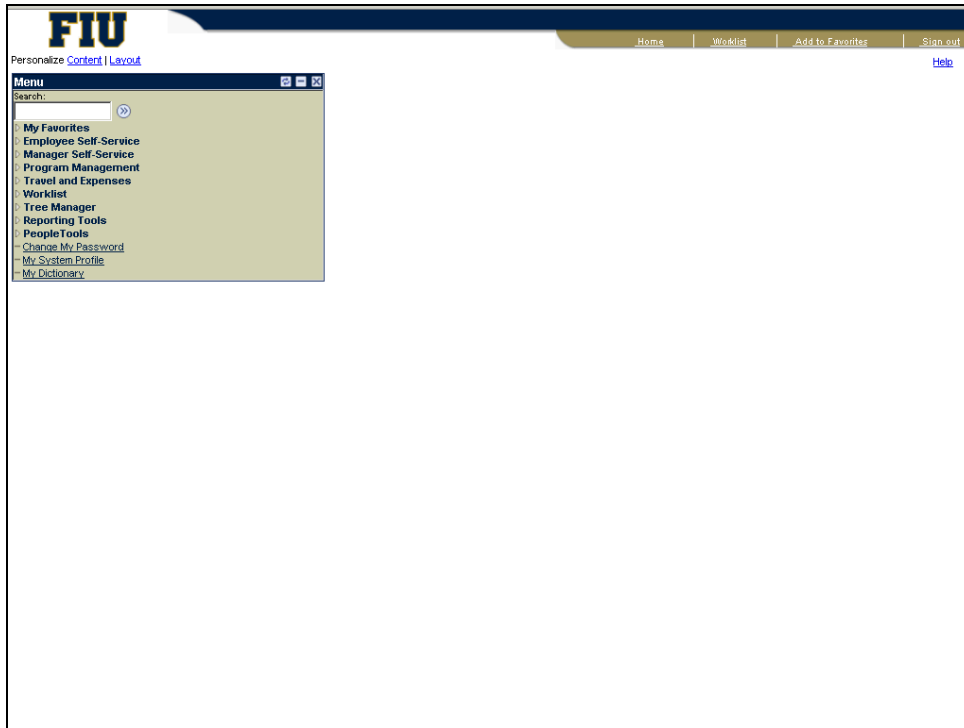 FIU
Home Worklist Add to Favorites Sign out
Personalize Content | Layout
Help
Menu
Search:
My Favorites
Employee Self-Service
Manager Self-Service
Program Management
Travel and Expenses
Worklist
Tree Manager
Reporting Tools
PeopleTools
Change My Password
My System Profile
My Dictionary